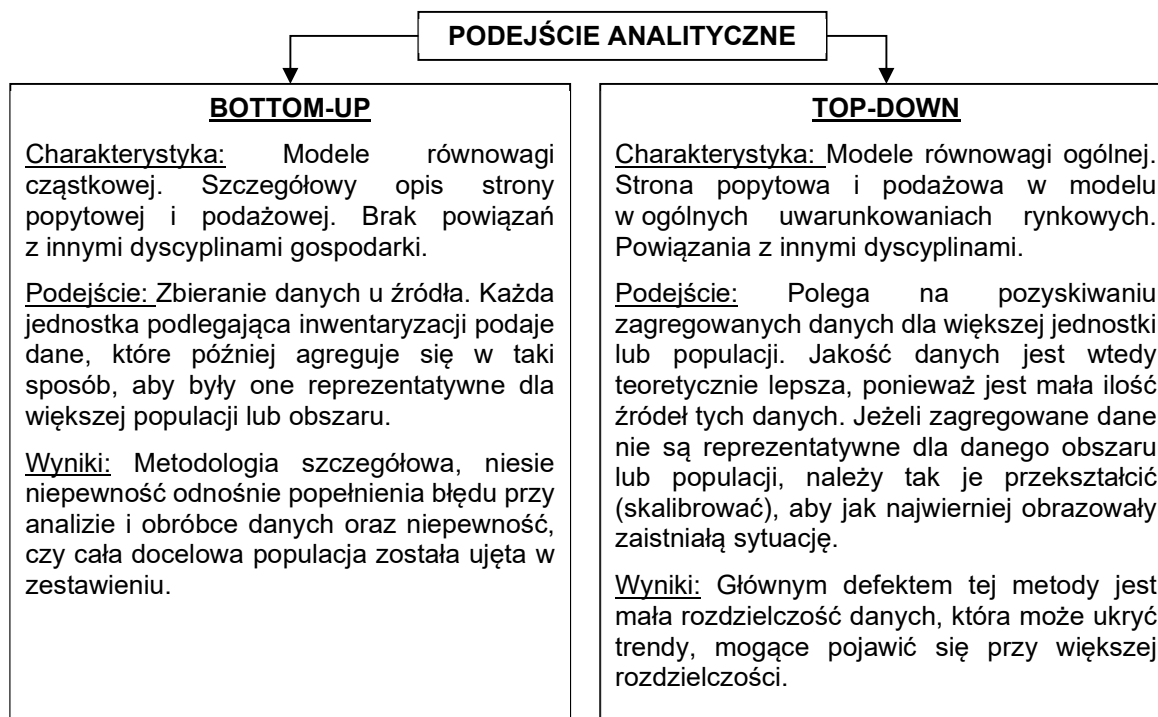 PODEJŚCIE ANALITYCZNE
BOTTOM-UP
Charakterystyka: Modele równowagi
cząstkowej. Szczegółowy opis strony
popytowej i podażowej. Brak powiązań
z innymi dyscyplinami gospodarki.
Podejście: Zbieranie danych u źródła. Każda
jednostka podlegająca inwentaryzacji podaje
dane, które później agreguje się w taki
sposób, aby były one reprezentatywne dla
większej populacji lub obszaru.
Wyniki: Metodologia szczegółowa, niesie
niepewność odnośnie popełnienia błędu przy
analizie i obróbce danych oraz niepewność,
czy cała docelowa populacja została ujęta w
zestawieniu.
TOP-DOWN
Charakterystyka: Modele równowagi ogólnej.
Strona popytowa i podażowa w modelu
w ogólnych uwarunkowaniach rynkowych.
Powiązania z innymi dyscyplinami.
Podejście: Polega na pozyskiwaniu
zagregowanych danych dla większej jednostki
lub populacji. Jakość danych jest wtedy
teoretycznie lepsza, ponieważ jest mała ilość
źródeł tych danych. Jeżeli zagregowane dane
nie są reprezentatywne dla danego obszaru
lub populacji, należy tak je przekształcić
(skalibrować), aby jak najwierniej obrazowały
zaistniałą sytuację.
Wyniki: Głównym defektem tej metody jest
mała rozdzielczość danych, która może ukryć
trendy, mogące pojawić się przy większej
rozdzielczości.